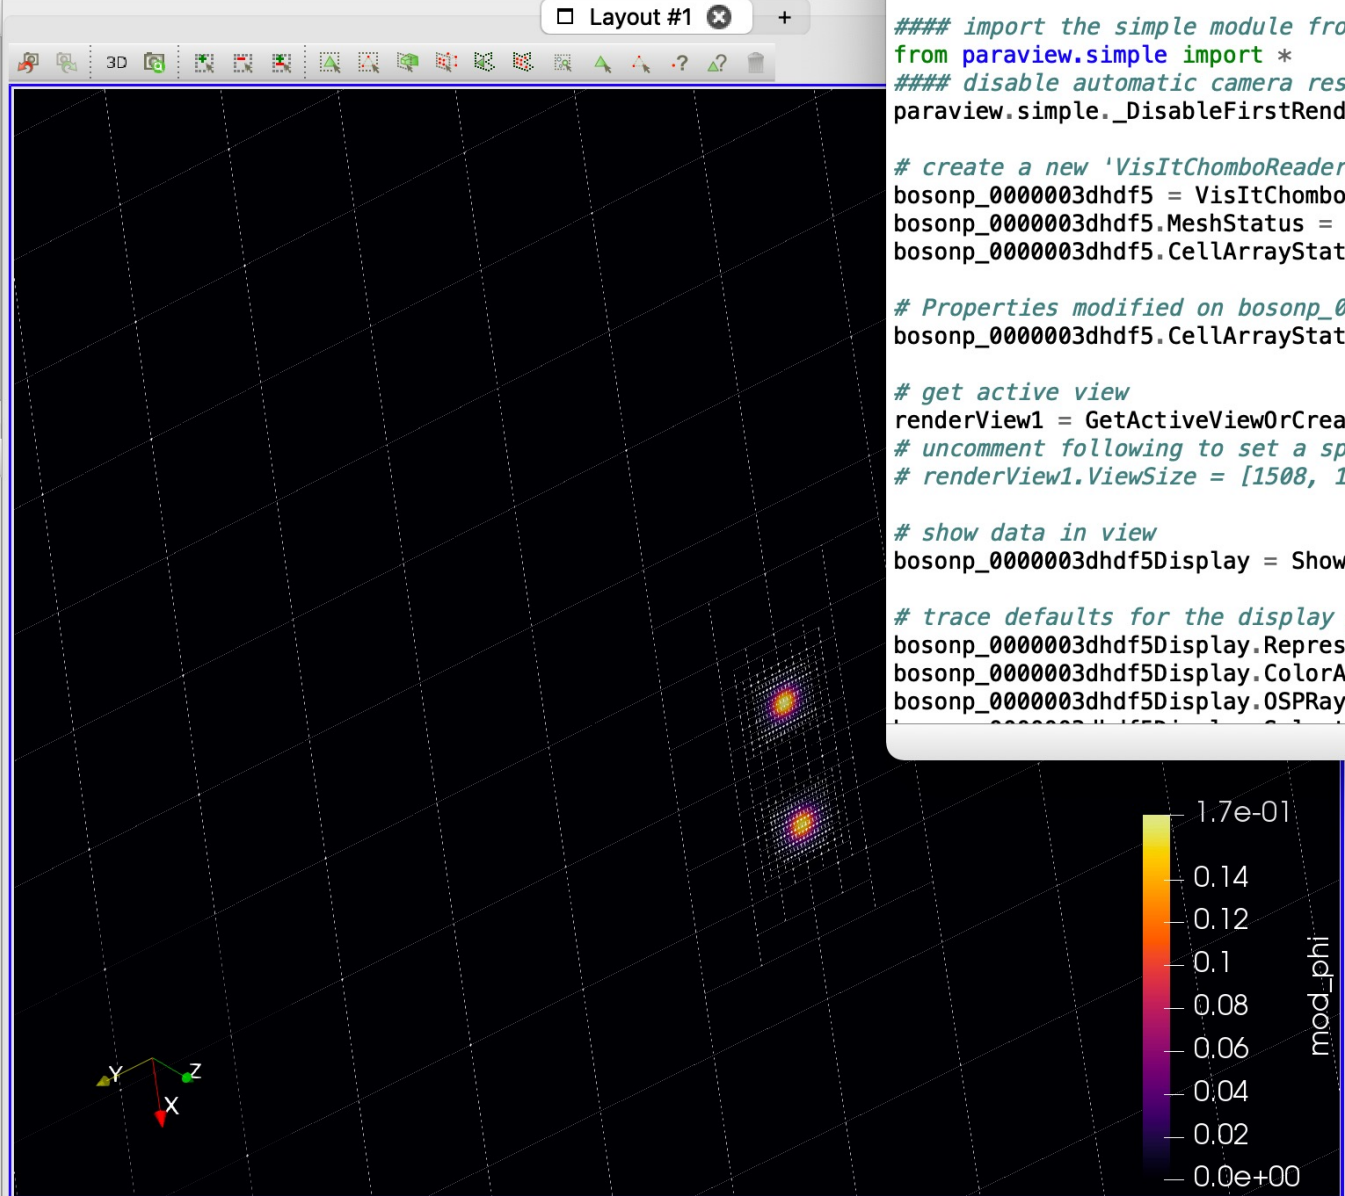 Layout #1
+
3D
#### import the simple module fro
from paraview.simple import *
#### disable automatic camera res
paraview.simple._DisableFirstRend
# create a new 'VisItChomboReader
bosonp_0000003dhdf5 = VisItChombo
bosonp_0000003dhdf5.MeshStatus =
bosonp_0000003dhdf5.CellArrayStat
# Properties modified on bosonp_0
bosonp_0000003dhdf5.CellArrayStat
# get active view
renderView1 = GetActiveViewOrCrea
# uncomment following to set a sp
# renderView1.ViewSize = [1508, 1
# show data in view
bosonp_0000003dhdf5Display = Show
# trace defaults for the display
bosonp_0000003dhdf5Display.Repres
bosonp_0000003dhdf5Display.ColorA
bosonp_0000003dhdf5Display.OSPRay
1.7e-01
0.14
0.12
0.1
0.08
0.06
0.04
0.02
0.0e+00
mod_phi
Y
Z
X